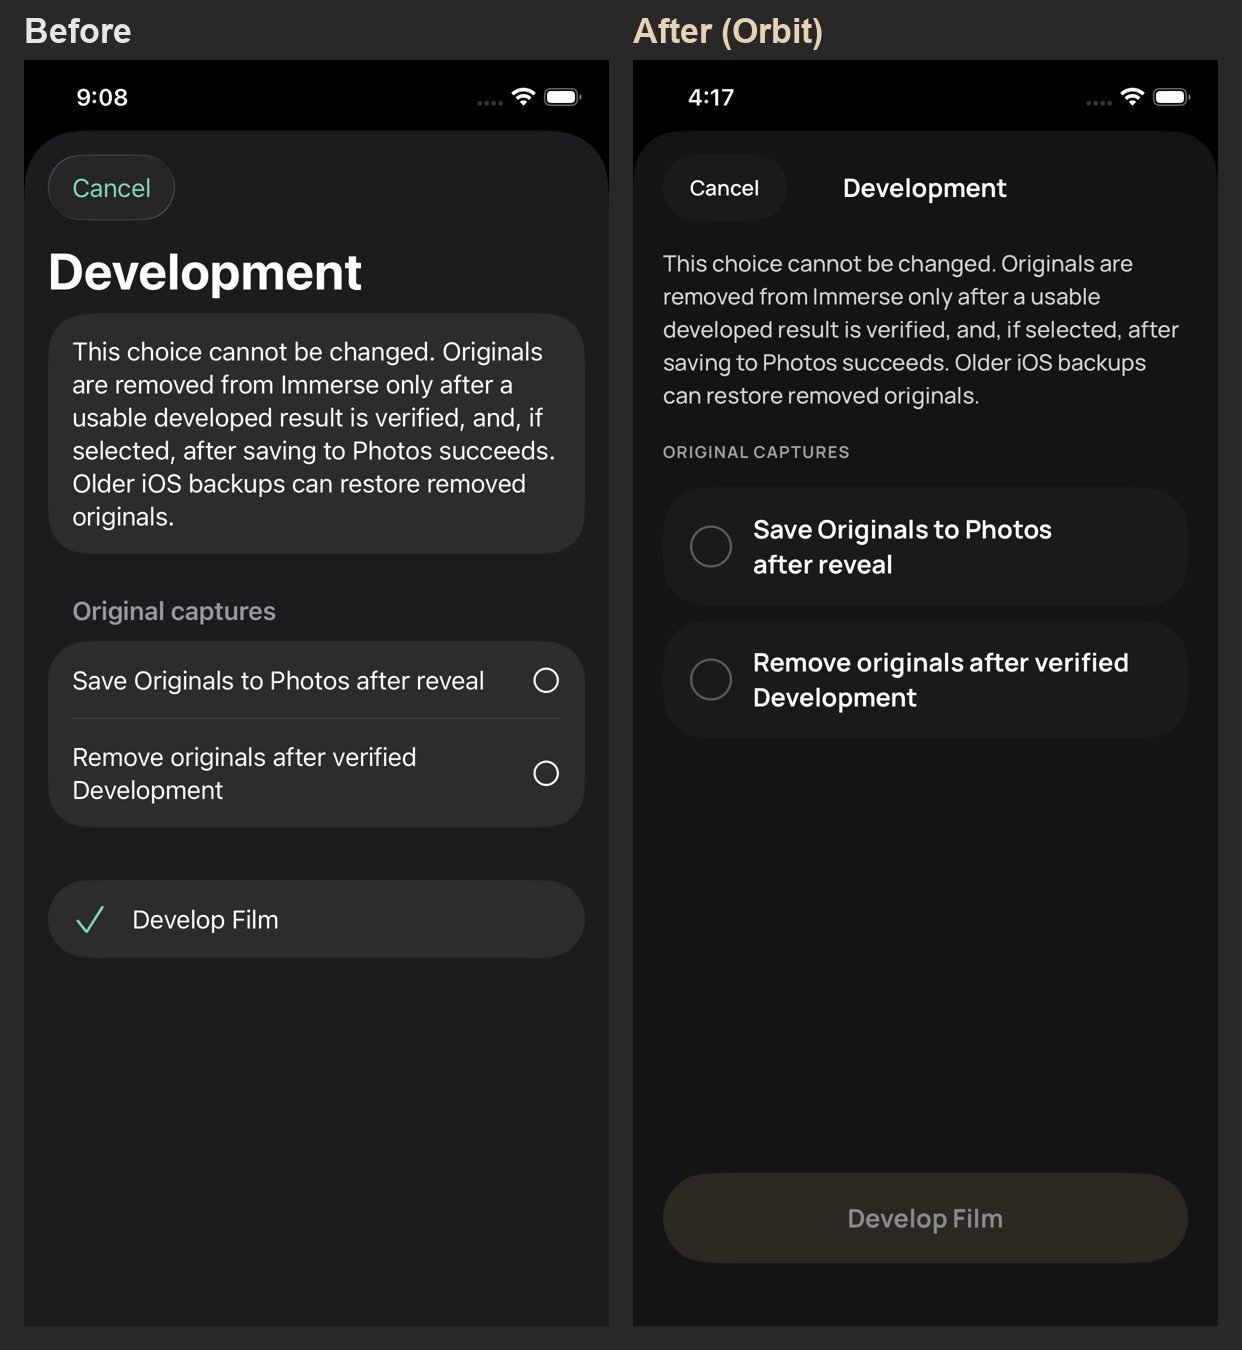 Before
9:08
Cancel
Development
This choice cannot be changed. Originals
are removed from Immerse only after a
usable developed result is verified, and, if
selected, after saving to Photos succeeds.
Older iOS backups can restore removed
originals.
Original captures
Save Originals to Photos after reveal
Remove originals after verified
Development
Develop Film
After (Orbit)
4:17
Cancel
Development
This choice cannot be changed. Originals are
removed from Immerse only after a usable
developed result is verified, and, if selected, after
saving to Photos succeeds. Older iOS backups
can restore removed originals.
ORIGINAL CAPTURES
Save Originals to Photos
after reveal
Remove originals after verified
Development
Develop Film